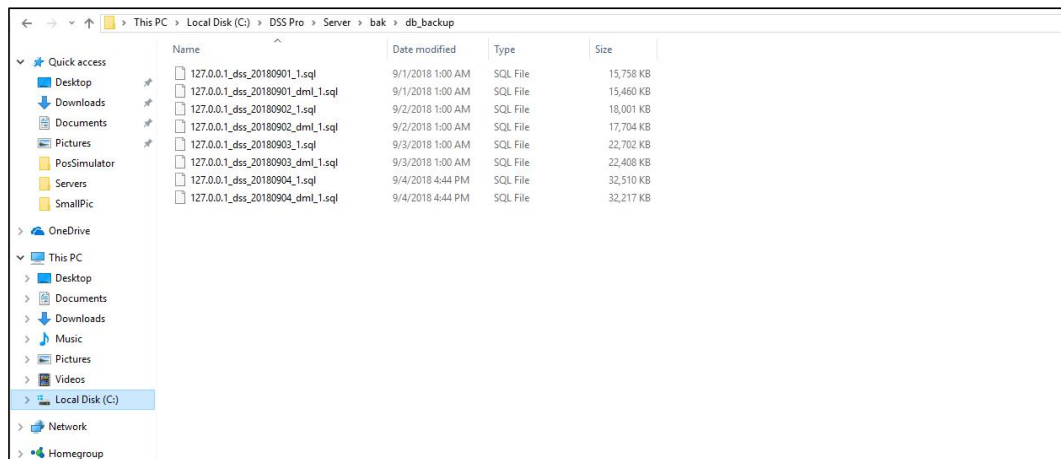 This PC > Local Disk (C:) > DSS Pro > Server > bak > db_backup
Name Date modified Type Size
Quick access
Desktop
Downloads
Documents
Pictures
PosSimulator
Servers
SmallPic
OneDrive
This PC
Desktop
Documents
Downloads
Music
Pictures
Videos
Local Disk (C:)
Network
Homegroup
127.0.0.1_dss_20180901_1.sql 9/1/2018 1:00 AM SQL File 15,758 KB
127.0.0.1_dss_20180901_dml_1.sql 9/1/2018 1:00 AM SQL File 15,460 KB
127.0.0.1_dss_20180902_1.sql 9/2/2018 1:00 AM SQL File 18,001 KB
127.0.0.1_dss_20180902_dml_1.sql 9/2/2018 1:00 AM SQL File 17,704 KB
127.0.0.1_dss_20180903_1.sql 9/3/2018 1:00 AM SQL File 22,702 KB
127.0.0.1_dss_20180903_dml_1.sql 9/3/2018 1:00 AM SQL File 22,408 KB
127.0.0.1_dss_20180904_1.sql 9/4/2018 4:44 PM SQL File 32,510 KB
127.0.0.1_dss_20180904_dml_1.sql 9/4/2018 4:44 PM SQL File 32,217 KB